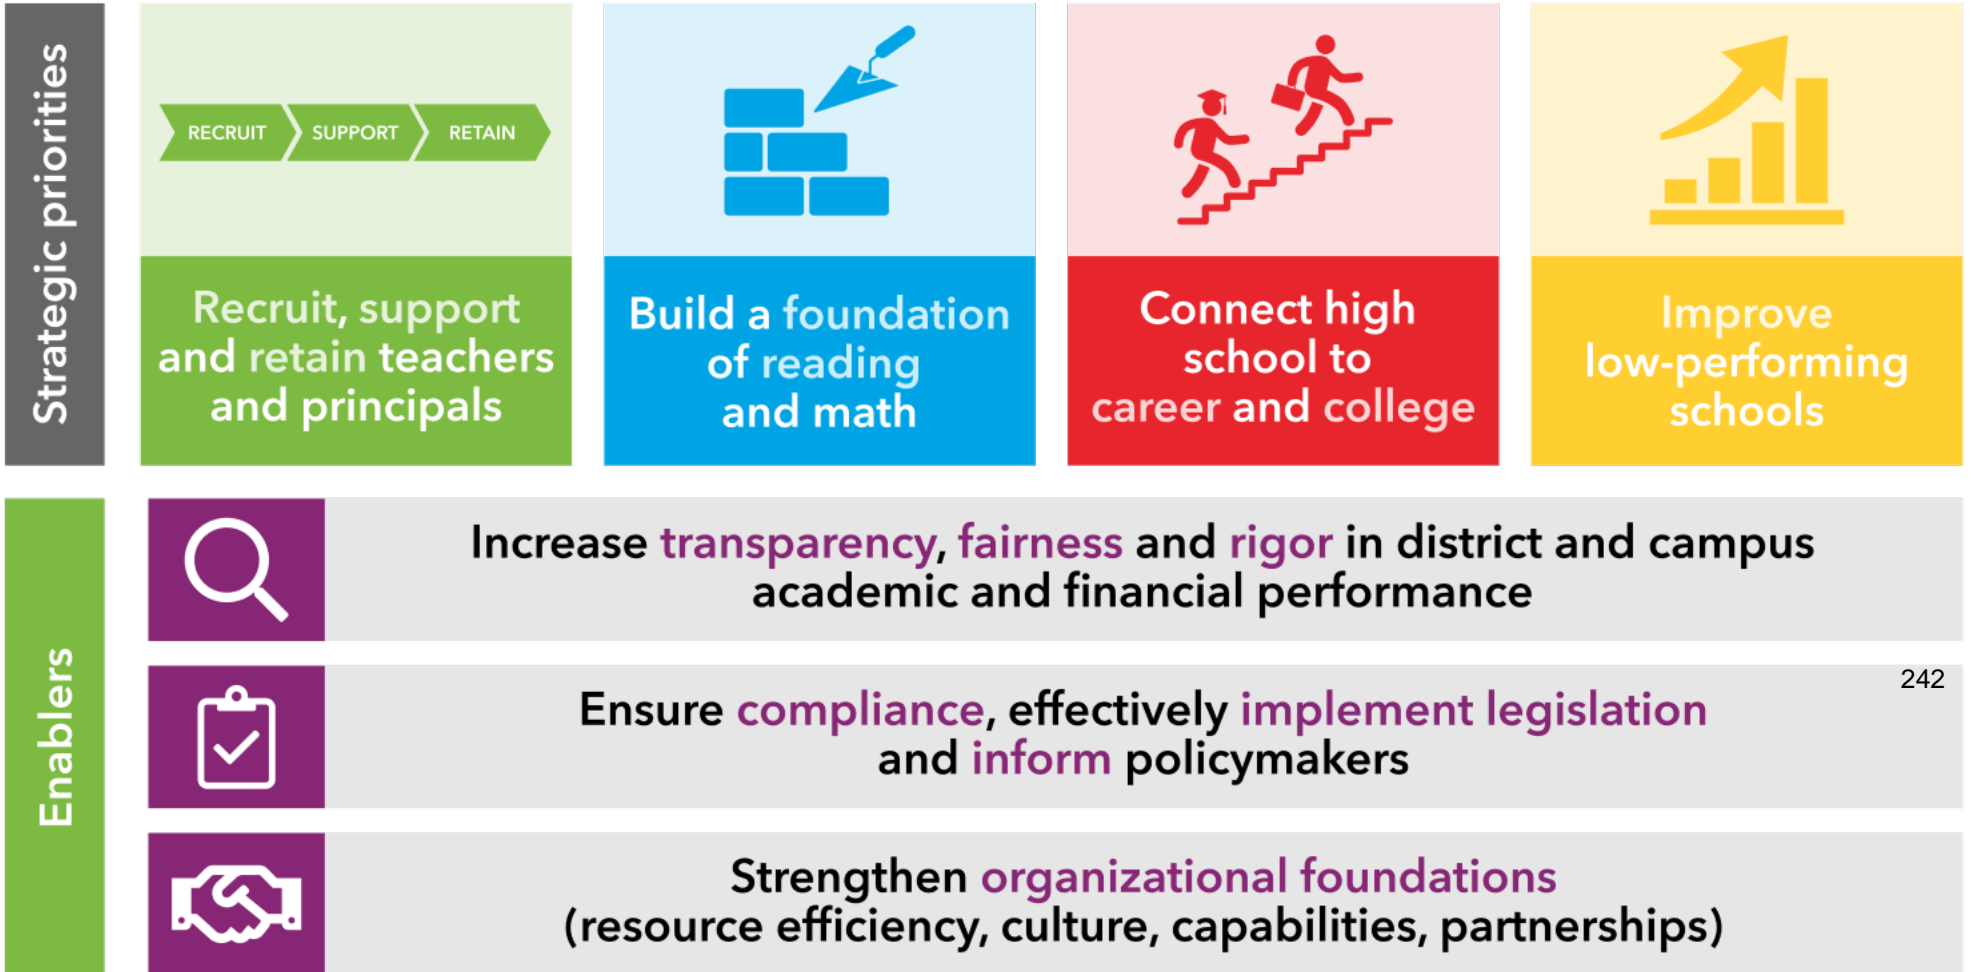 Strategic priorities
RECRUIT
SUPPORT
RETAIN
Recruit, support
and retain teachers
and principals
Build a foundation
of reading
and math
Connect high
school to
career and college
Improve
low-performing
schools
Enablers
Increase transparency, fairness and rigor in district and campus
academic and financial performance
242
Ensure compliance, effectively implement legislation
and inform policymakers
Strengthen organizational foundations
(resource efficiency, culture, capabilities, partnerships)